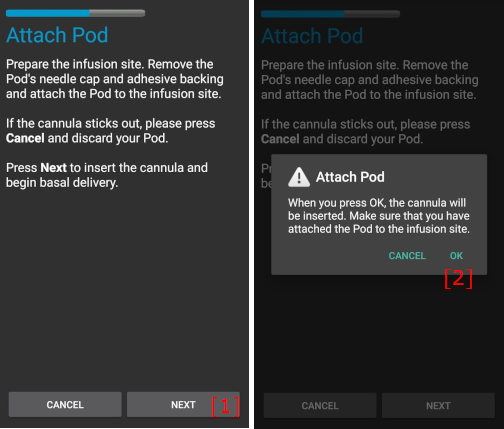 Attach Pod
Prepare the infusion site. Remove the
Pod's needle cap and adhesive backing
and attach the Pod to the infusion site.
If the cannula sticks out, please press
Cancel and discard your Pod.
Press Next to insert the cannula and
begin basal delivery.
CANCEL
NEXT
[1]
Attach Pod
Prepare the infusion site. Remove the
Pod's needle cap and adhesive backing
and attach the Pod to the infusion site.
If the cannula sticks out, please press
Cancel and discard your Pod.
Attach Pod
When you press OK, the cannula will
be inserted. Make sure that you have
attached the Pod to the infusion site.
CANCEL
OK
[2]
CANCEL
NEXT